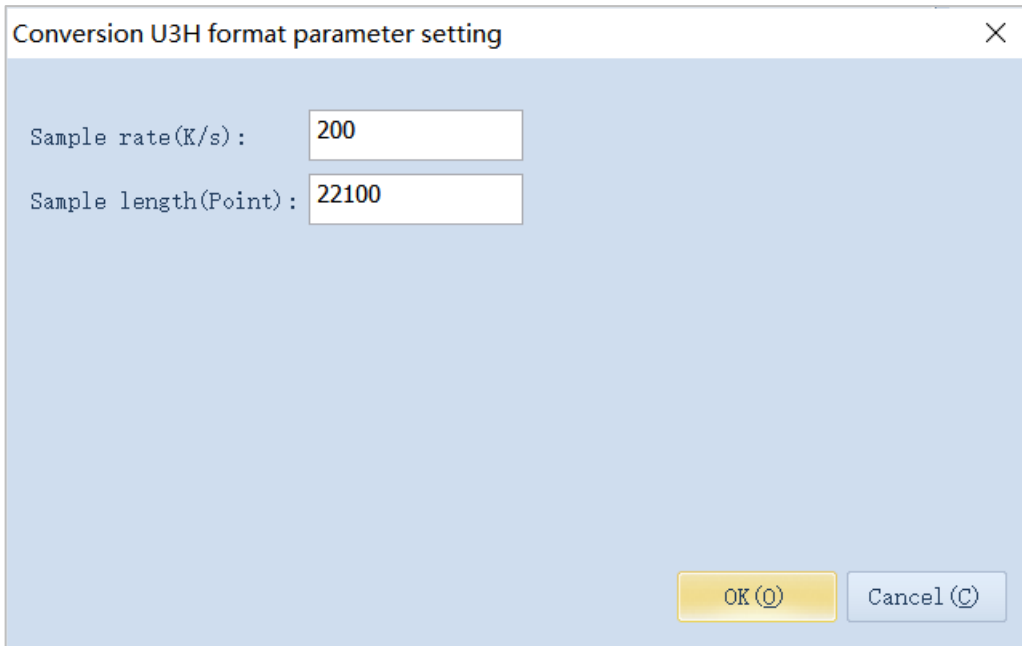 Conversion U3H format parameter setting
Sample rate(K/s): 200
Sample length(Point): 22100
OK(O) Cancel(C)